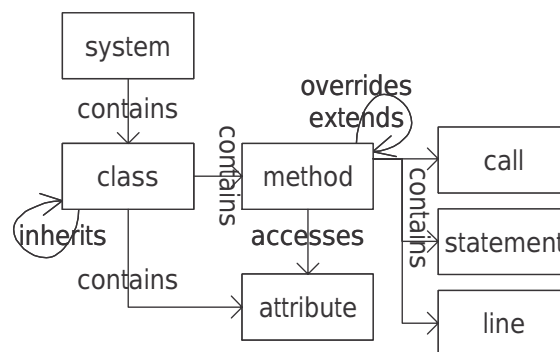 system
contains
class
inherits
contains
contains
method
overrides
extends
accesses
attribute
contains
call
statement
line